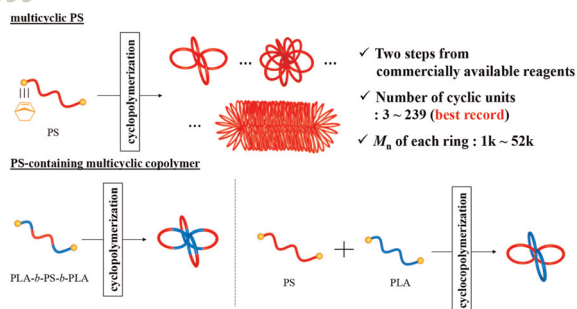 multicyclic PS
cyclopolymerization
PS
...
...
...
✓ Two steps from
commercially available reagents
✓ Number of cyclic units
: 3 ~ 239 (best record)
✓ Mn of each ring : 1k ~ 52k
PS-containing multicyclic copolymer
PLA-b-PS-b-PLA
cyclopolymerization
PS
+
PLA
cyclocopolymerization